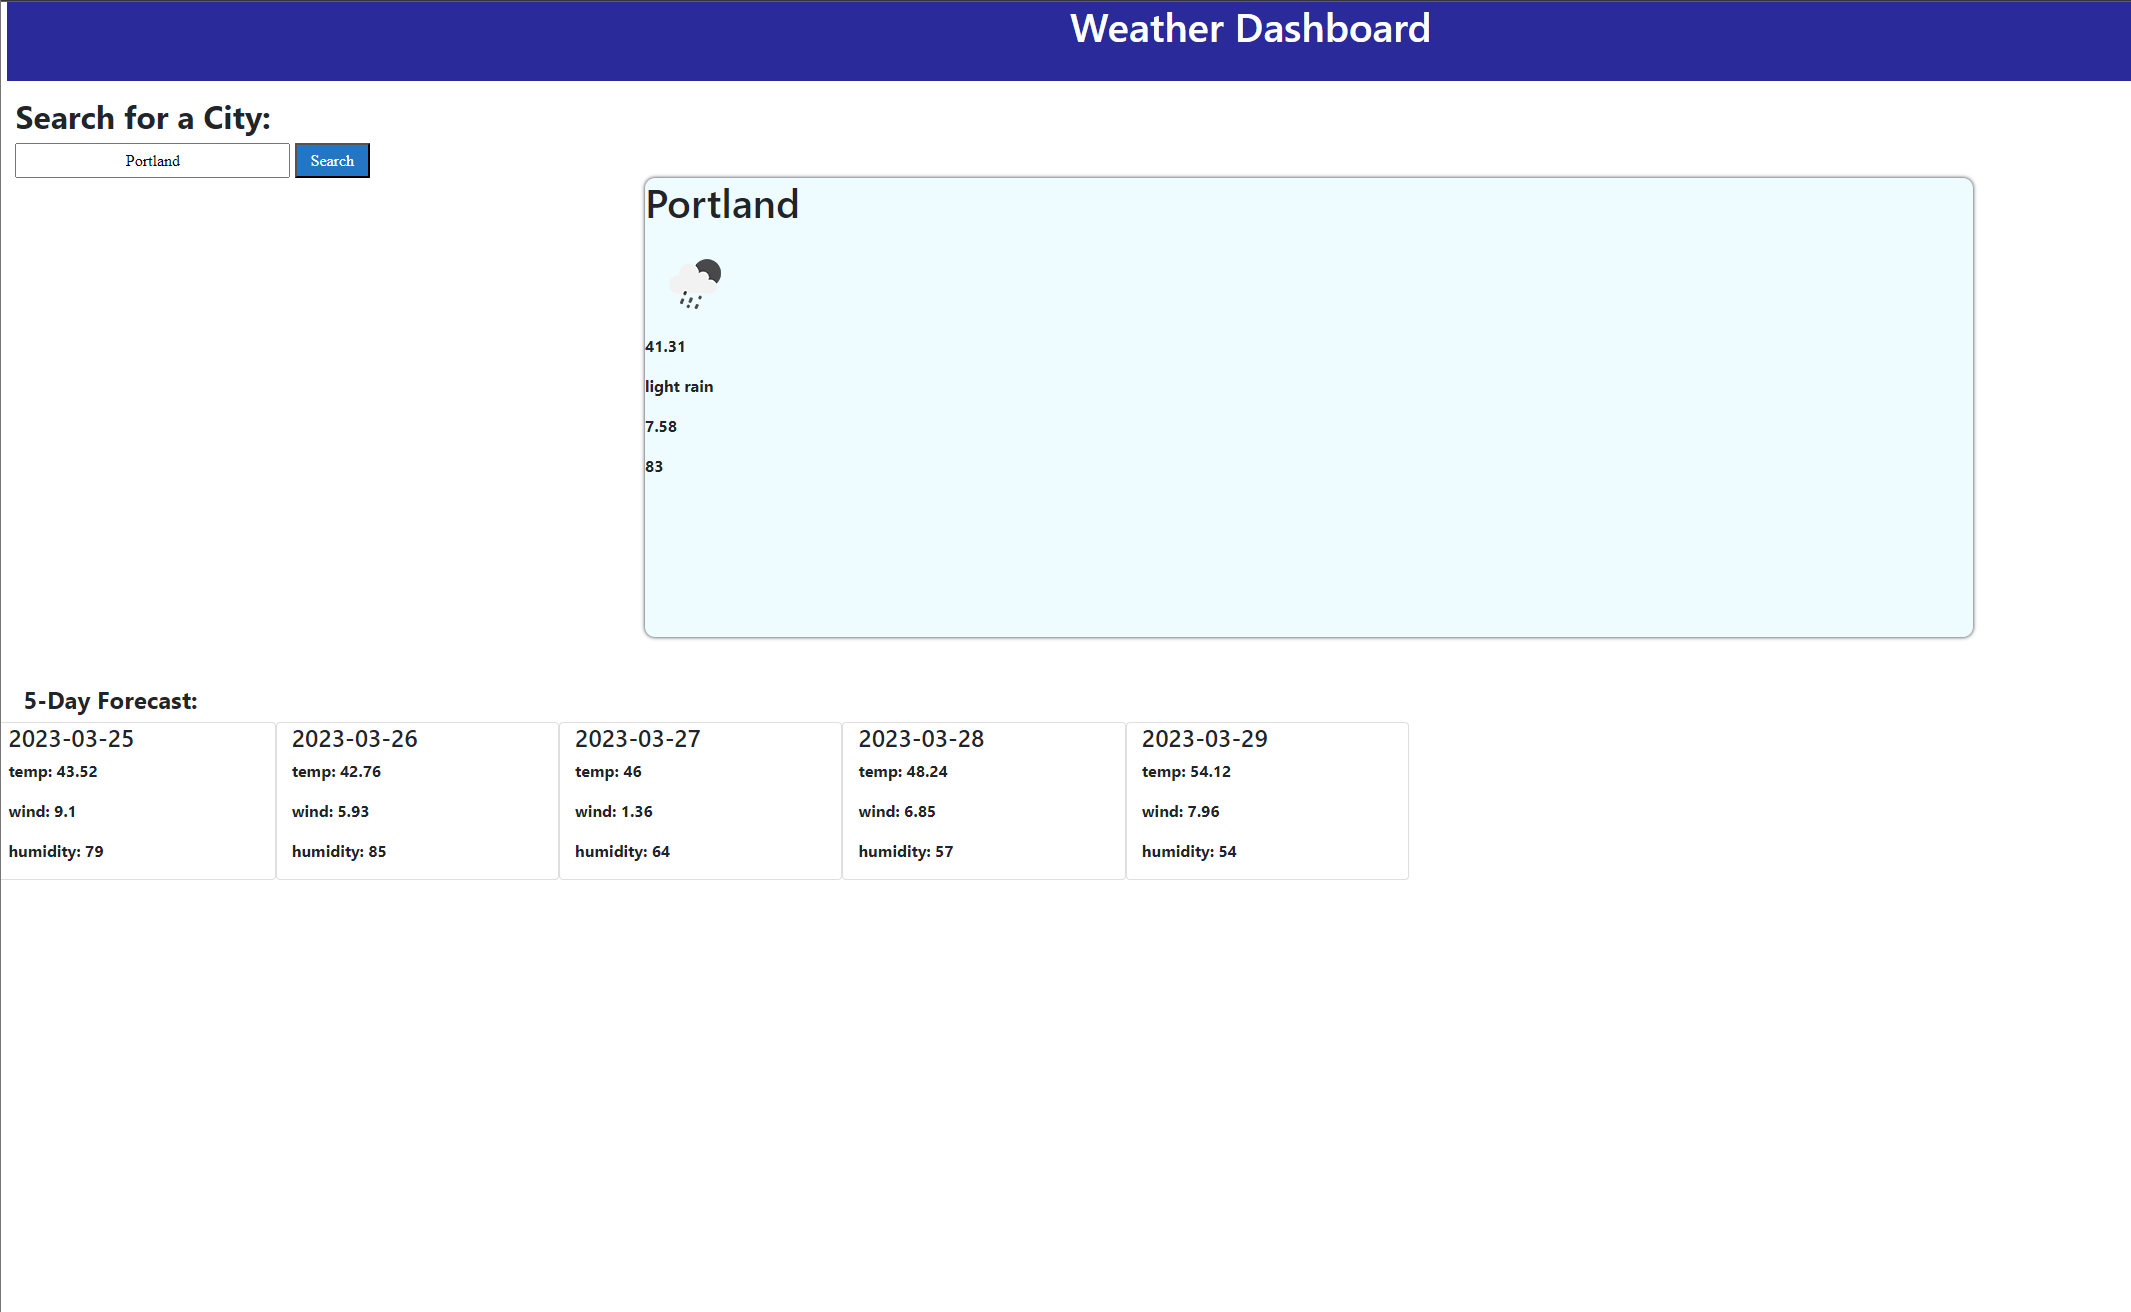 Weather Dashboard
Search for a City:
Portland Search
Portland
41.31
light rain
7.58
83
5-Day Forecast:
2023-03-25
temp: 43.52
wind: 9.1
humidity: 79
2023-03-26
temp: 42.76
wind: 5.93
humidity: 85
2023-03-27
temp: 46
wind: 1.36
humidity: 64
2023-03-28
temp: 48.24
wind: 6.85
humidity: 57
2023-03-29
temp: 54.12
wind: 7.96
humidity: 54